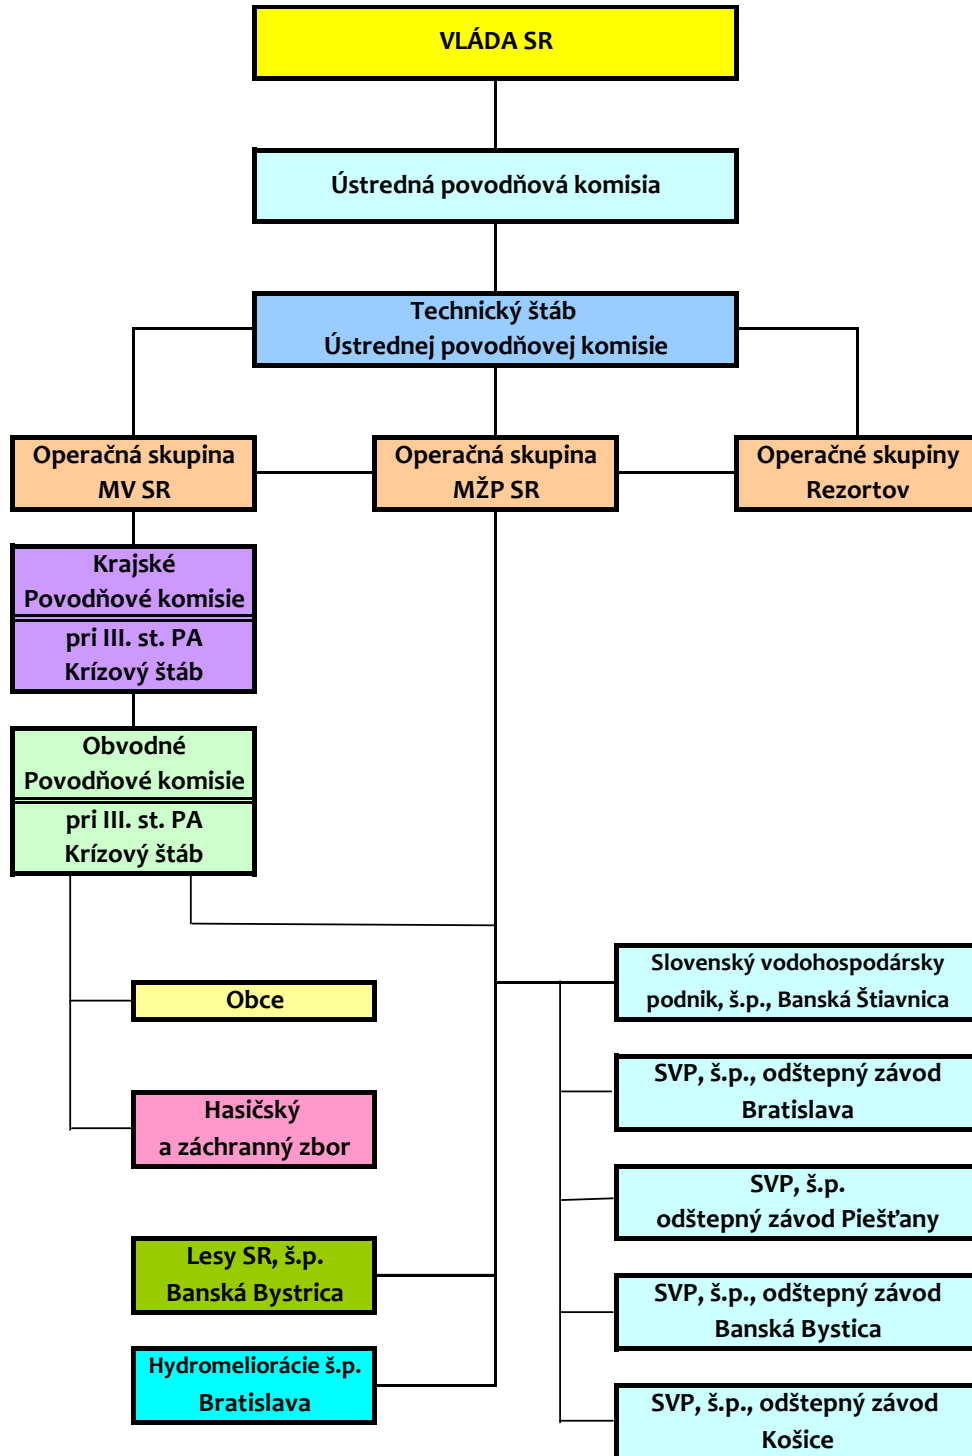 VLÁDA SR
Ústredná povodňová komisia
Technický štáb
Ústrednej povodňovej komisie
Operačná skupina
MV SR
Operačná skupina
MŽP SR
Operačné skupiny
Rezortov
Krajské
Povodňové komisie
pri III. st. PA
Krízový štáb
Obvodné
Povodňové komisie
pri III. st. PA
Krízový štáb
Obce
Hasičský
a záchranný zbor
Lesy SR, š.p.
Banská Bystrica
Hydromeliorácie š.p.
Bratislava
Slovenský vodohospodársky
podnik, š.p., Banská Štiavnica
SVP, š.p., odštepný závod
Bratislava
SVP, š.p.
odštepný závod Piešťany
SVP, š.p., odštepný závod
Banská Bystica
SVP, š.p., odštepný závod
Košice